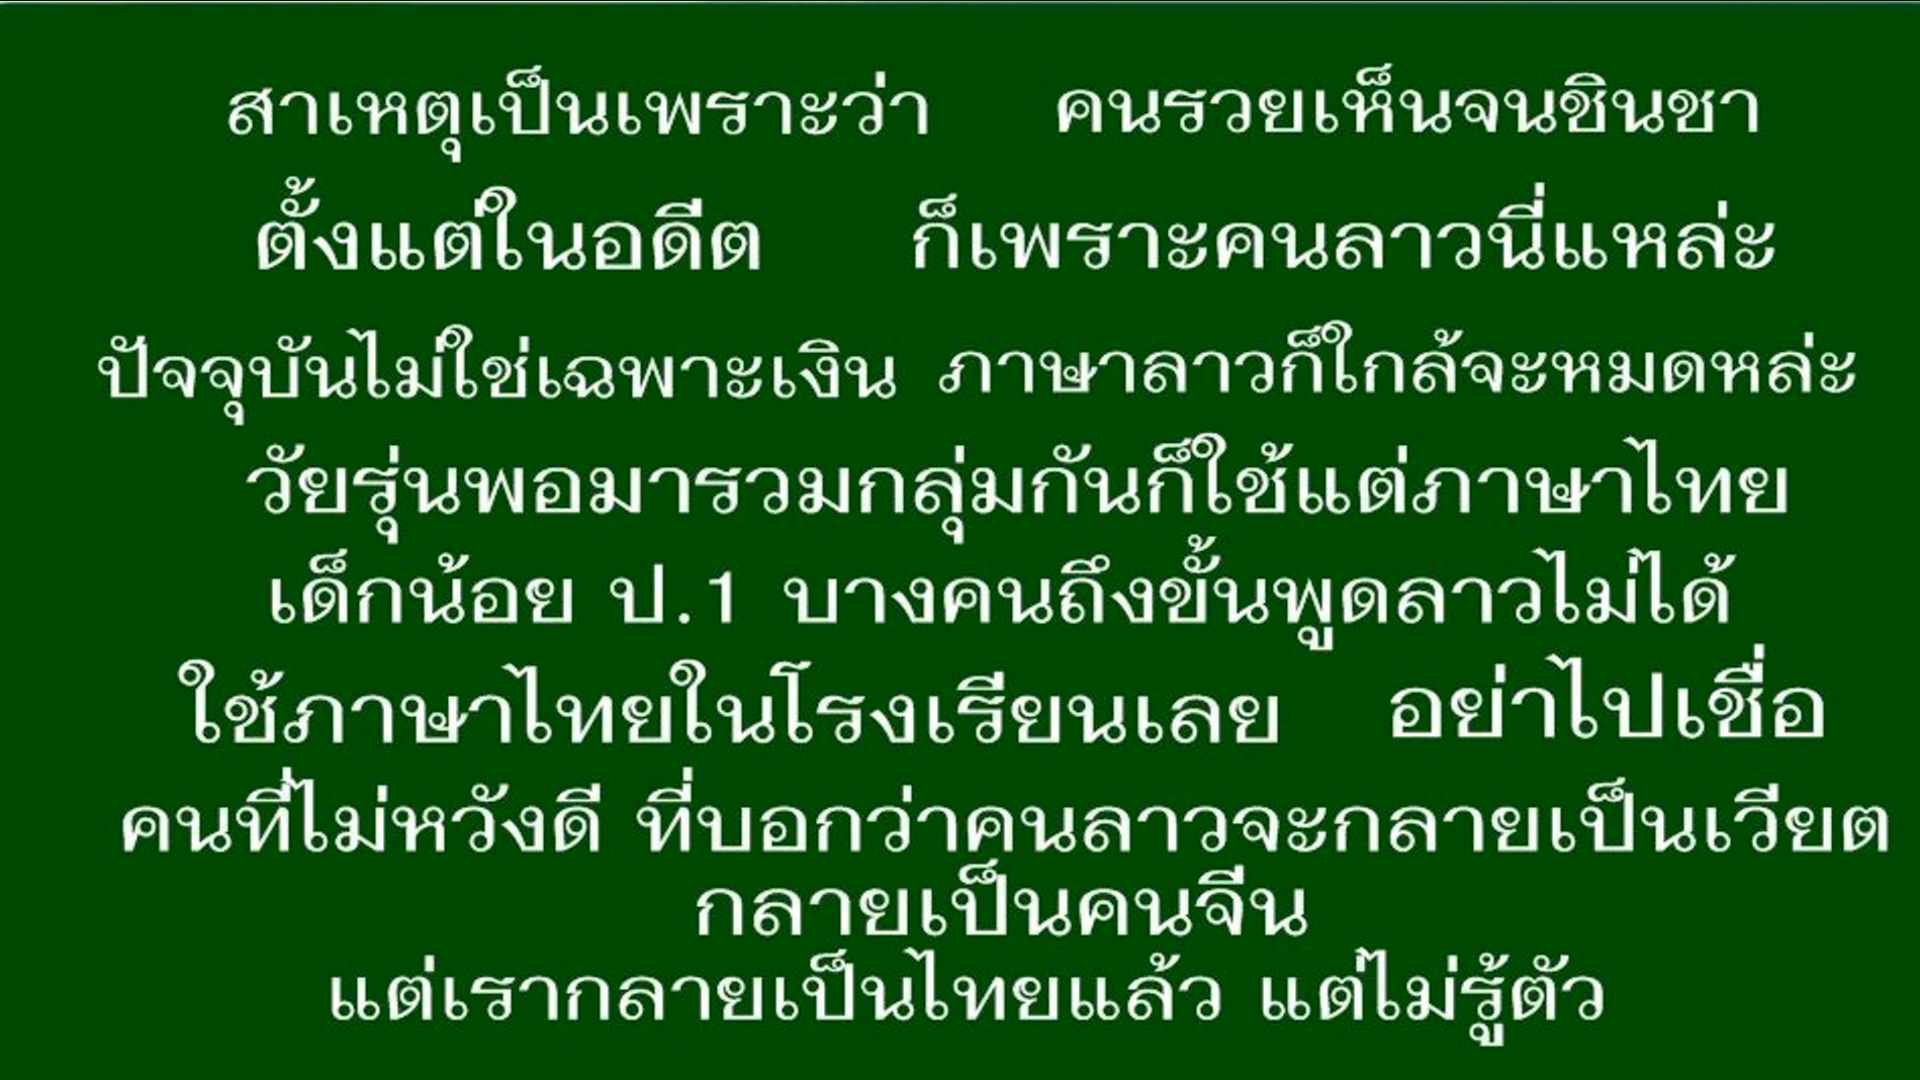 สาเหตุเป็นเพราะว่า คนรวยเห็นจนชินชา
ตั้งแต่ในอดีต ก็เพราะคนลาวนี่แหล่ะ
ปัจจุบันไม่ใช่เฉพาะเงิน ภาษาลาวก็ใกล้จะหมดหล่ะ
วัยรุ่นพอมารวมกลุ่มกันก็ใช้แต่ภาษาไทย
เด็กน้อย ป.1 บางคนถึงขั้นพูดลาวไม่ได้
ใช้ภาษาไทยในโรงเรียนเลย อย่าไปเชื่อ
คนที่ไม่หวังดี ที่บอกว่าคนลาวจะกลายเป็นเวียต
กลายเป็นคนจีน
แต่เรากลายเป็นไทยแล้ว แต่ไม่รู้ตัว